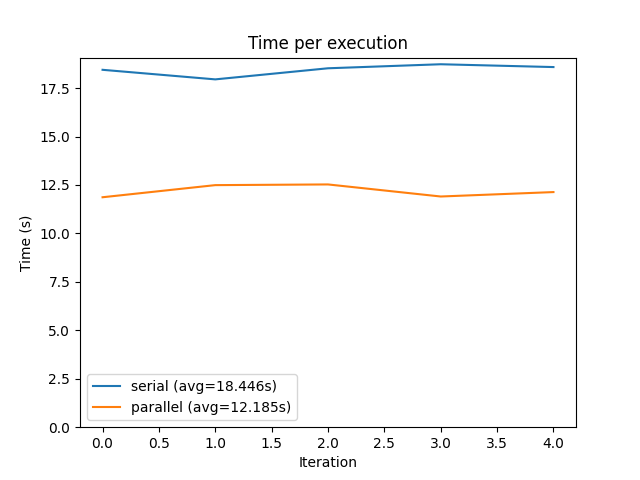 Time per execution
17.5
15.0
12.5
10.0
7.5
5.0
2.5
0.0
Time (s)
serial (avg=18.446s)
parallel (avg=12.185s)
0.0 0.5 1.0 1.5 2.0 2.5 3.0 3.5 4.0
Iteration